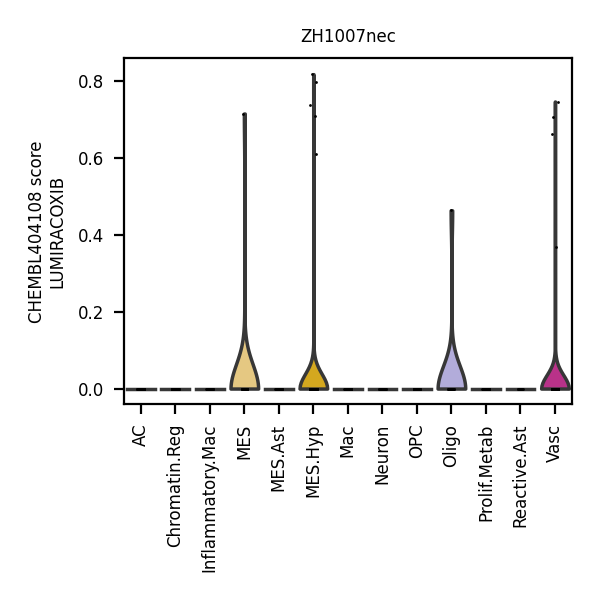 ZH1007nec
CHEMBL404108 score
LUMIRACOXIB
0.8
0.6
0.4
0.2
0.0
AC
Chromatin.Reg
Inflammatory.Mac
MES
MES.Ast
MES.Hyp
Mac
Neuron
OPC
Oligo
Prolif.Metab
Reactive.Ast
Vasc